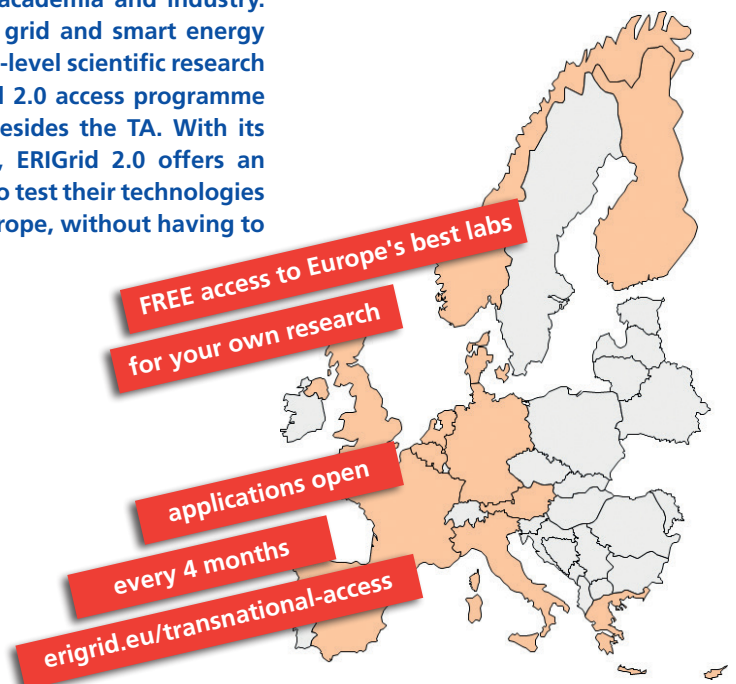 academia and industry.
grid and smart energy
-level scientific research
2.0 access programme
esides the TA. With its
ERIGrid 2.0 offers an
o test their technologies
rope, without having to
FREE access to Europe's best labs
for your own research
applications open
every 4 months
erigrid.eu/transnational-access